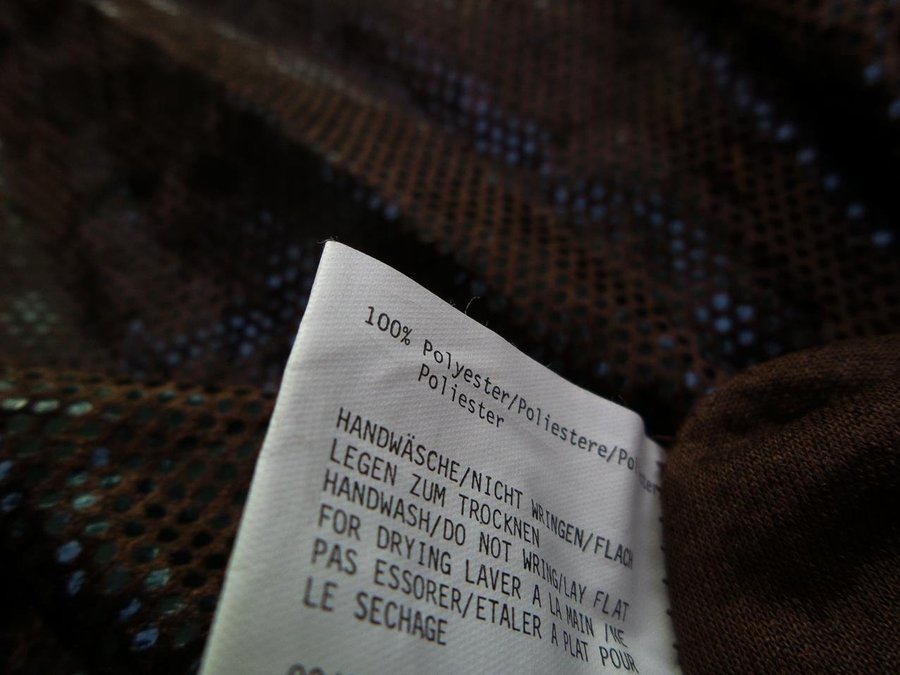 100% Polyester/Poliestere/Po
Poliester
HANDWÄSCHE/NICHT WRINGEN/FLACH
LEGEN ZUM TROCKNEN
HANDWASH/DO NOT WRING/LAY FLAT
FOR DRYING LAVER A LA MAIN /NE
PAS ESSORER/ETALER A PLAT POUR
LE SECHAGE